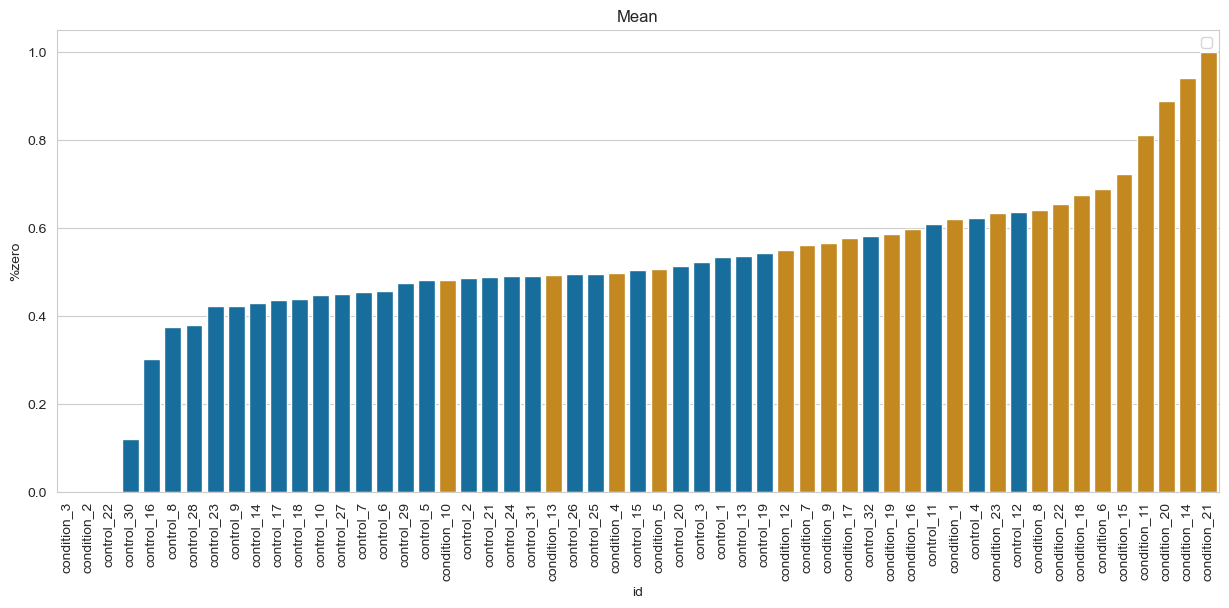 Mean
1.0
0.8
0.6
0.4
0.2
0.0
%zero
condition_3
condition_2
control_22
control_30
control_16
control_8
control_28
control_23
control_9
control_14
control_17
control_18
control_10
control_27
control_7
control_6
control_29
control_5
condition_10
control_2
control_21
control_24
control_31
condition_13
control_26
control_25
condition_4
control_15
condition_5
control_20
control_3
control_1
control_13
control_19
condition_12
condition_7
condition_9
condition_17
control_32
condition_19
condition_16
control_11
condition_1
control_4
condition_23
control_12
condition_8
condition_22
condition_18
condition_6
condition_15
condition_11
condition_20
condition_14
condition_21
id